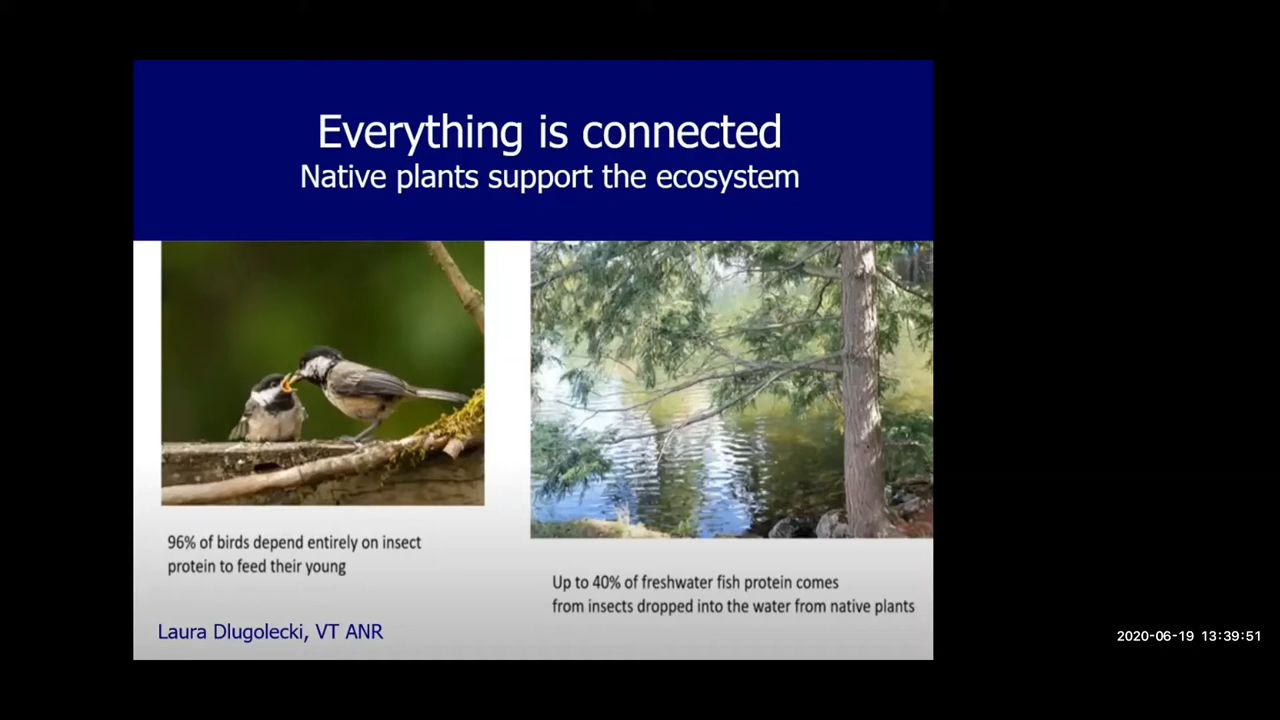 Everything is connected
Native plants support the ecosystem
96% of birds depend entirely on insect
protein to feed their young
Up to 40% of freshwater fish protein comes
from insects dropped into the water from native plants
Laura Dlugolecki, VT ANR
2020-06-19 13:39:51